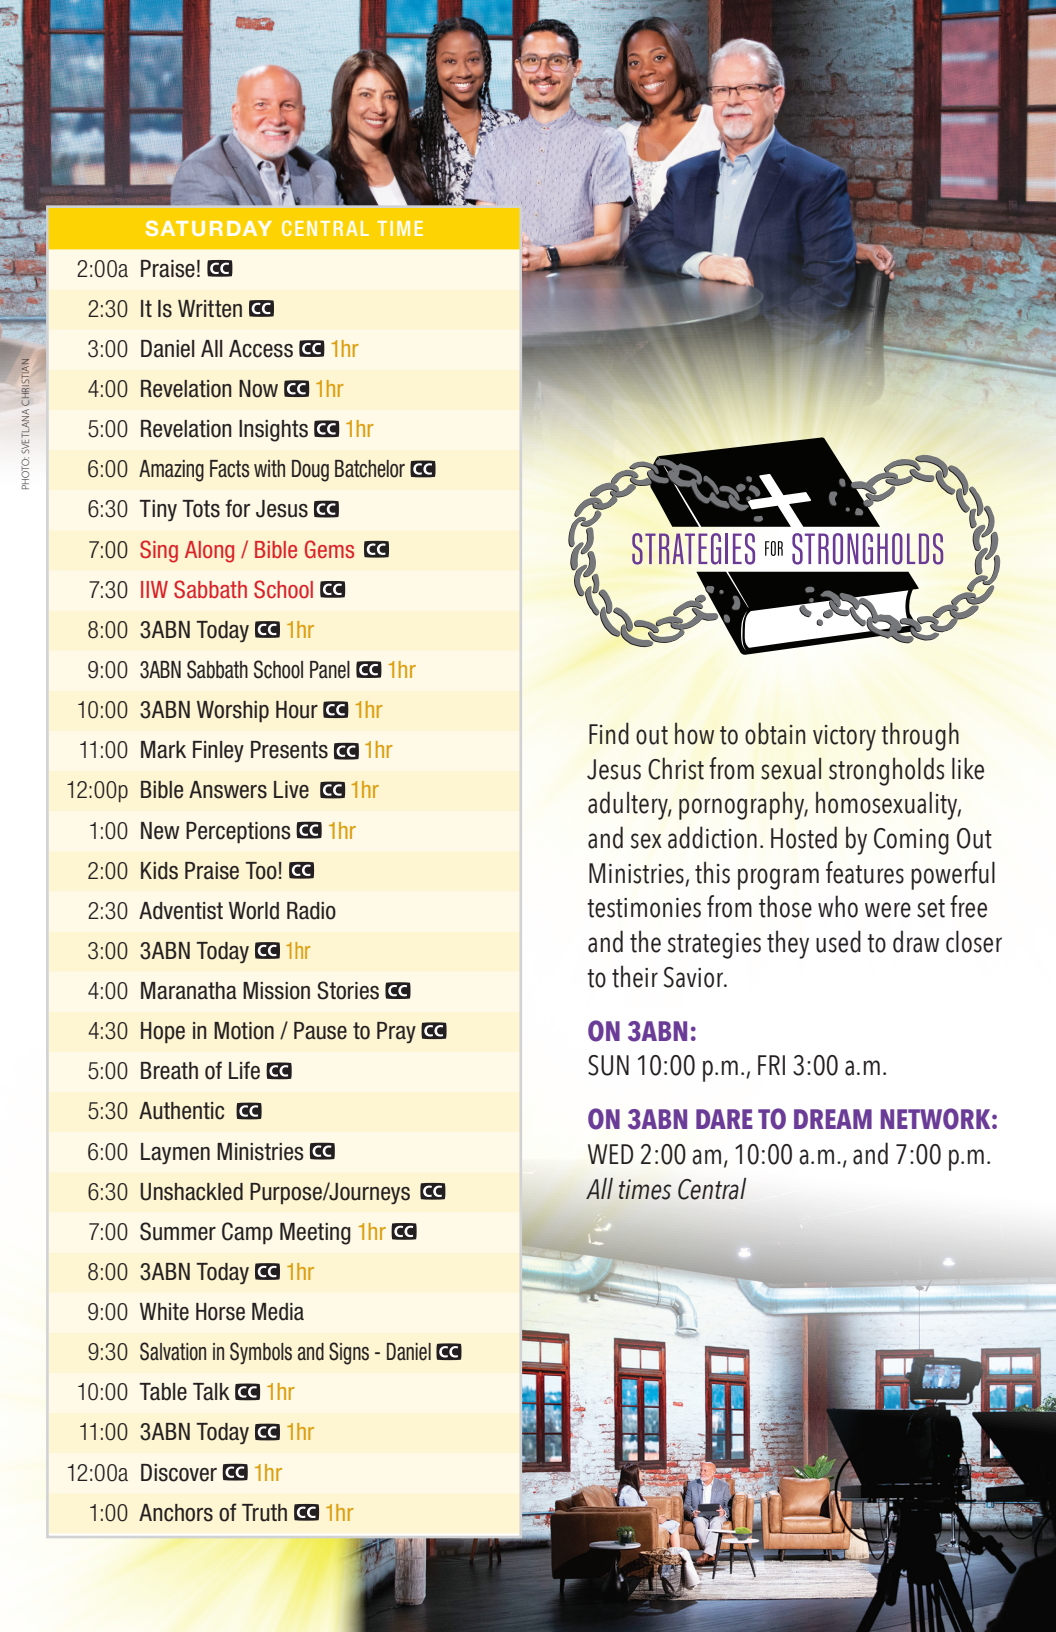 SATURDAY CENTRAL TIME
2:00a Praise! CC
2:30 It Is Written CC
3:00 Daniel All Access CC 1hr
4:00 Revelation Now CC 1hr
5:00 Revelation Insights CC 1hr
6:00 Amazing Facts with Doug Batchelor CC
6:30 Tiny Tots for Jesus CC
7:00 Sing Along / Bible Gems CC
7:30 IIW Sabbath School CC
8:00 3ABN Today CC 1hr
9:00 3ABN Sabbath School Panel CC 1hr
10:00 3ABN Worship Hour CC 1hr
11:00 Mark Finley Presents CC 1hr
12:00p Bible Answers Live CC 1hr
1:00 New Perceptions CC 1hr
2:00 Kids Praise Too! CC
2:30 Adventist World Radio
3:00 3ABN Today CC 1hr
4:00 Maranatha Mission Stories CC
4:30 Hope in Motion / Pause to Pray CC
5:00 Breath of Life CC
5:30 Authentic CC
6:00 Laymen Ministries CC
6:30 Unshackled Purpose/Journeys CC
7:00 Summer Camp Meeting 1hr CC
8:00 3ABN Today CC 1hr
9:00 White Horse Media
9:30 Salvation in Symbols and Signs - Daniel CC
10:00 Table Talk CC 1hr
11:00 3ABN Today CC 1hr
12:00a Discover CC 1hr
1:00 Anchors of Truth CC 1hr
PHOTO: SVETLANA CHRISTIAN
STRATEGIES FOR STRONGHOLDS
Find out how to obtain victory through
Jesus Christ from sexual strongholds like
adultery, pornography, homosexuality,
and sex addiction. Hosted by Coming Out
Ministries, this program features powerful
testimonies from those who were set free
and the strategies they used to draw closer
to their Savior.
ON 3ABN:
SUN 10:00 p.m., FRI 3:00 a.m.
ON 3ABN DARE TO DREAM NETWORK:
WED 2:00 am, 10:00 a.m., and 7:00 p.m.
All times Central